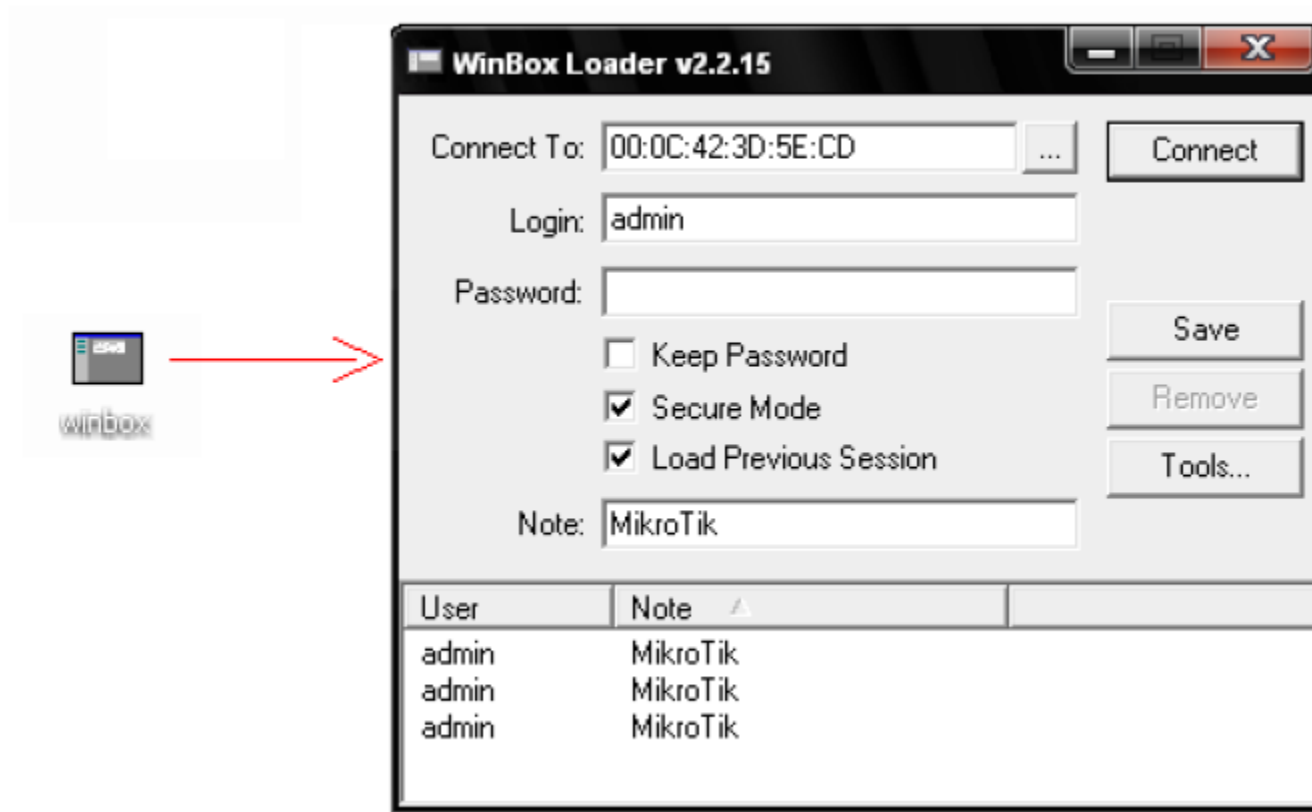 WinBox Loader v2.2.15
Connect To: 00:0C:42:3D:5E:CD ... Connect
Login: admin
Password:
Save
Keep Password
Remove
Secure Mode
Tools...
Load Previous Session
Note: MikroTik
winbox
User Note
admin MikroTik
admin MikroTik
admin MikroTik